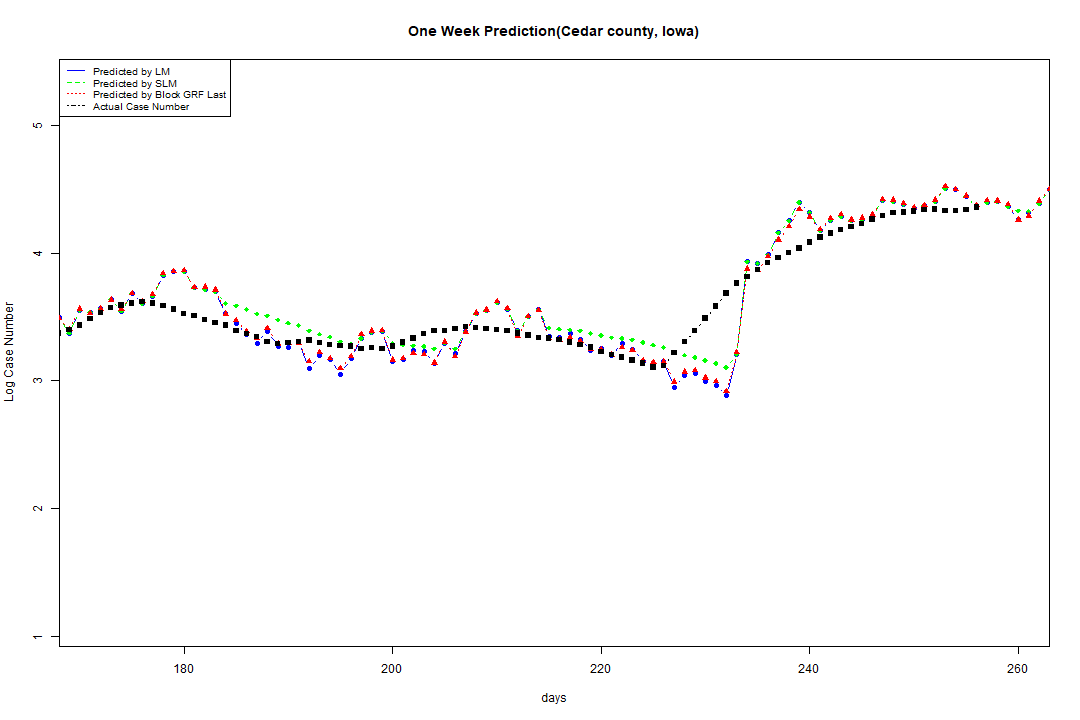 One Week Prediction(Cedar county, Iowa)
Predicted by LM
Predicted by SLM
Predicted by Block GRF Last
Actual Case Number
5
4
3
2
1
Log Case Number
180 200 220 240 260
days